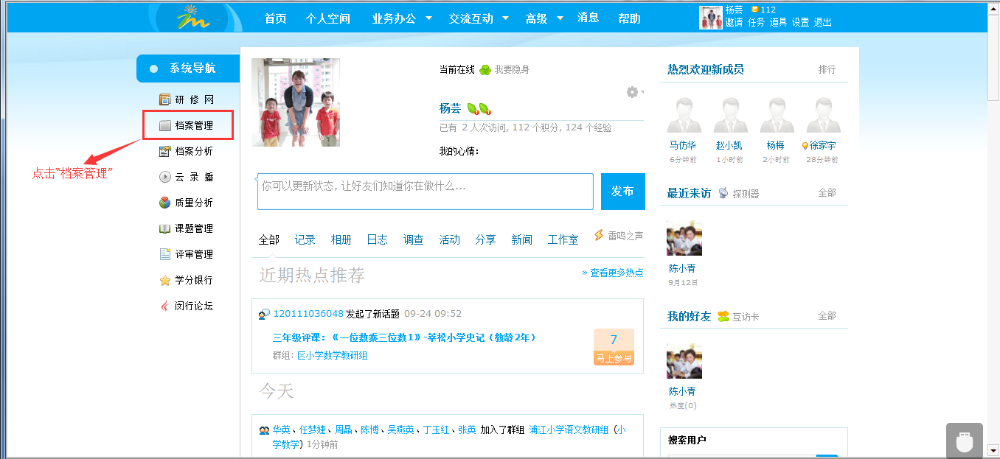 首页 个人空间 业务办公 交流互动 高级 消息 帮助
杨芸 112
邀请 任务 道具 设置 退出
系统导航
研 修 网
档案管理
档案分析
云 录 播
质量分析
课题管理
评审管理
学分银行
闵行论坛
点击“档案管理”
当前在线 我要隐身
杨芸
已有 2 人次访问, 112 个积分, 124 个经验
我的心情:
你可以更新状态, 让好友们知道你在做什么...
发布
全部 记录 相册 日志 调查 活动 分享 新闻 工作室 雷鸣之声
近期热点推荐
» 查看更多热点
120111036048 发起了新话题 09-24 09:52
三年级评课:《一位数乘三位数1》-莘松小学史记（教龄2年）
群组: 区小学数学教研组
7
马上参与
今天
华英、任梦婕、周晶、陈博、吴燕英、丁玉红、张英 加入了群组 浦江小学语文教研组 (小
学教学) 1分钟前
热烈欢迎新成员 排行
马仿华 赵小凯 杨梅 徐家宇
6分钟前 1小时前 2小时前 28分钟前
最近来访 探测器 全部
陈小青
9月12日
我的好友 互访卡 全部
陈小青
热度(0)
搜索用户